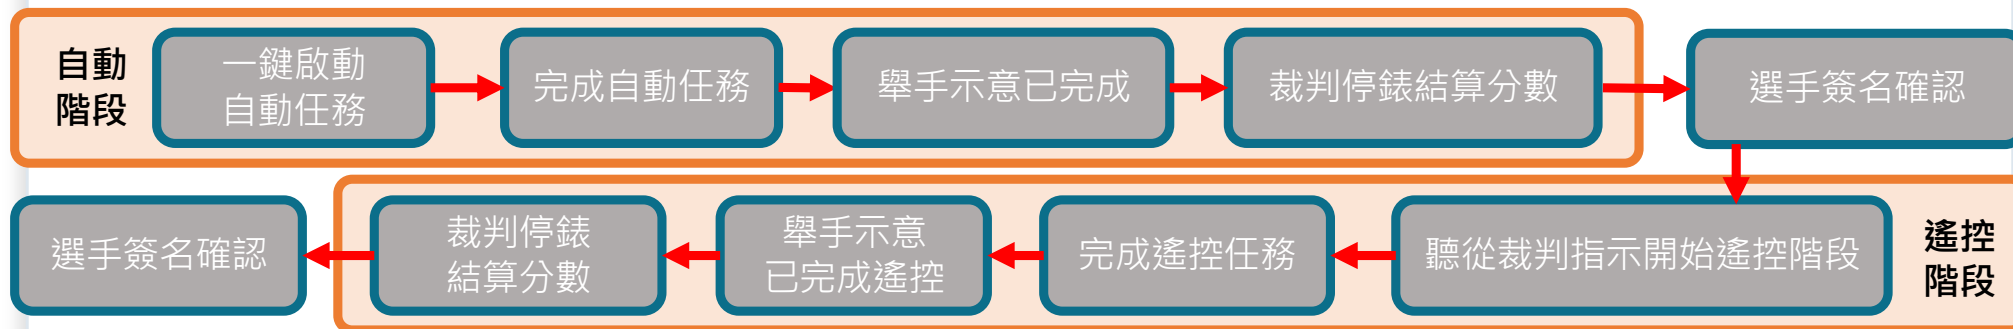 自動
階段
一鍵啟動
自動任務
完成自動任務
舉手示意已完成
裁判停錶結算分數
選手簽名確認
選手簽名確認
裁判停錶
結算分數
舉手示意
已完成遙控
完成遙控任務
聽從裁判指示開始遙控階段
遙控
階段